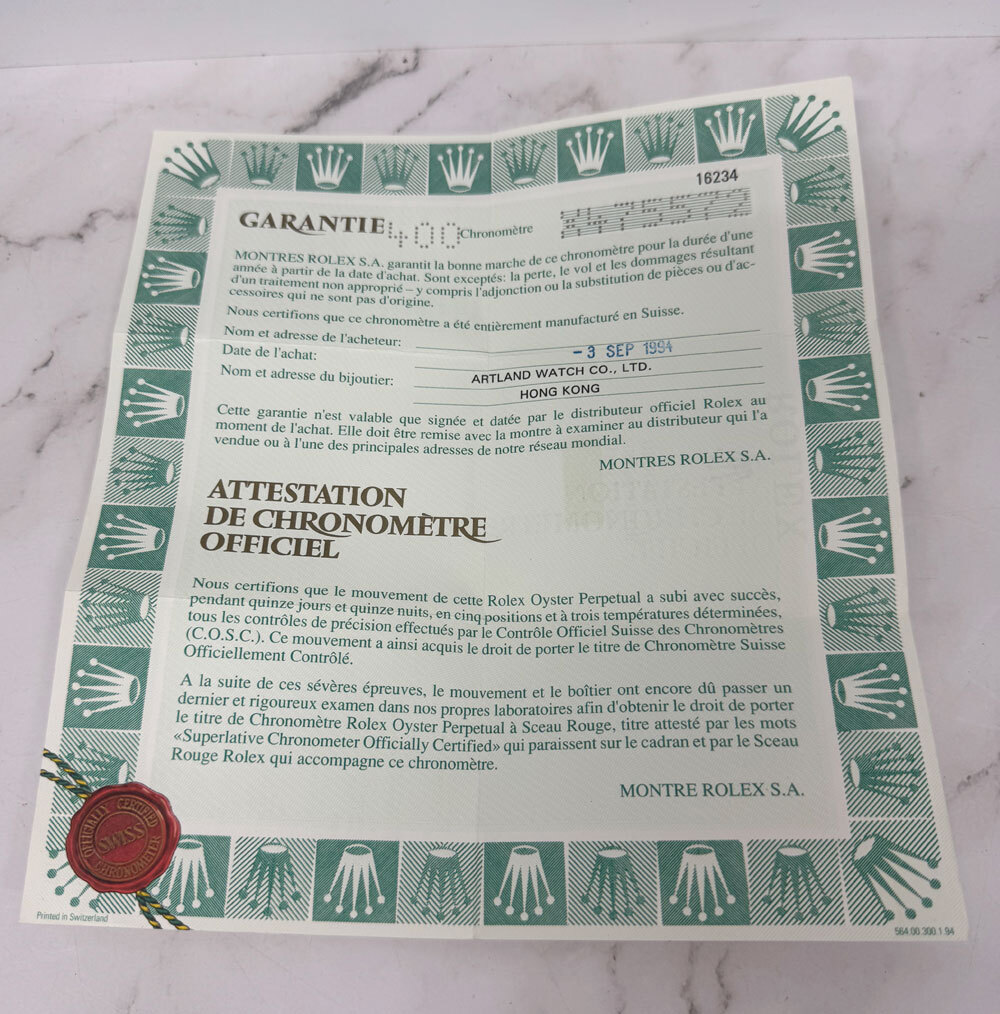 16234
GARANTIE 400 Chronomètre
MONTRES ROLEX S.A. garantit la bonne marche de ce chronomètre pour la durée d'une
année à partir de la date d'achat. Sont exceptés: la perte, le vol et les dommages résultant
d'un traitement non approprié – y compris l'adjonction ou la substitution de pièces ou d'ac-
cessoires qui ne sont pas d'origine.
Nous certifions que ce chronomètre a été entièrement manufacturé en Suisse.
Nom et adresse de l'acheteur:
Date de l'achat: - 3 SEP 1994
Nom et adresse du bijoutier: ARTLAND WATCH CO., LTD.
HONG KONG
Cette garantie n'est valable que signée et datée par le distributeur officiel Rolex au
moment de l'achat. Elle doit être remise avec la montre à examiner au distributeur qui l'a
vendue ou à l'une des principales adresses de notre réseau mondial.
MONTRES ROLEX S.A.
ATTESTATION
DE CHRONOMÈTRE
OFFICIEL
Nous certifions que le mouvement de cette Rolex Oyster Perpetual a subi avec succès,
pendant quinze jours et quinze nuits, en cinq positions et à trois températures déterminées,
tous les contrôles de précision effectués par le Contrôle Officiel Suisse des Chronomètres
(C.O.S.C.). Ce mouvement a ainsi acquis le droit de porter le titre de Chronomètre Suisse
Officiellement Contrôlé.
A la suite de ces sévères épreuves, le mouvement et le boîtier ont encore dû passer un
dernier et rigoureux examen dans nos propres laboratoires afin d'obtenir le droit de porter
le titre de Chronomètre Rolex Oyster Perpetual à Sceau Rouge, titre attesté par les mots
«Superlative Chronometer Officially Certified» qui paraissent sur le cadran et par le Sceau
Rouge Rolex qui accompagne ce chronomètre.
MONTRE ROLEX S.A.
OFFICIALLY CERTIFIED
SWISS
CHRONOMETER
Printed in Switzerland
564.00.300.1.94